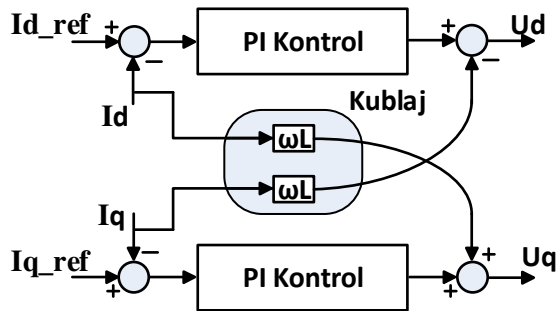 Id_ref
+
−
PI Kontrol
+
−
Ud
Id
Kublaj
ωL
ωL
Iq
Iq_ref
−
+
PI Kontrol
+
+
Uq